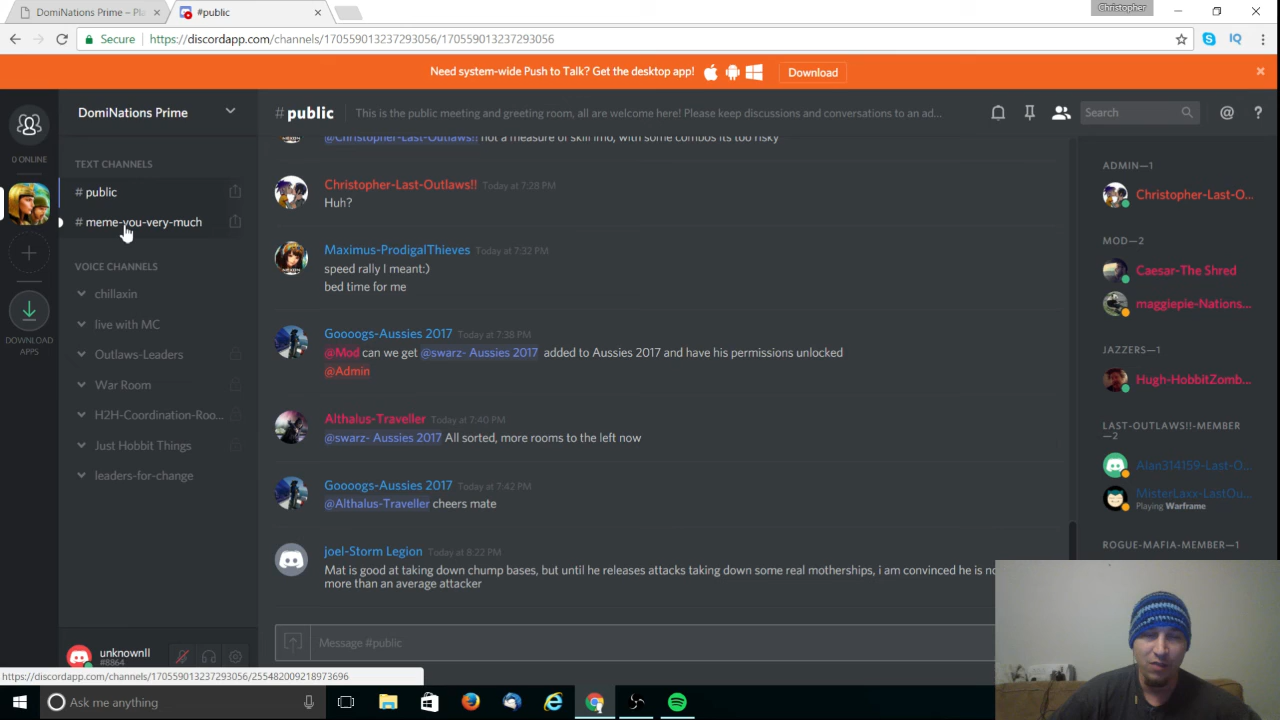 DomiNations Prime – Pla
#public
Christopher
Secure
https://discordapp.com/channels/170559013237293056/170559013237293056
Need system-wide Push to Talk? Get the desktop app!
Download
DomiNations Prime
#public
This is the public meeting and greeting room, all are welcome here! Please keep discussions and conversations to an ad...
Search
0 ONLINE
DOWNLOAD
APPS
TEXT CHANNELS
# public
# meme-you-very-much
VOICE CHANNELS
chillaxin
live with MC
Outlaws-Leaders
War Room
H2H-Coordination-Roo...
Just Hobbit Things
leaders-for-change
unknownII
#8864
@Christopher-Last-Outlaws!! not a measure of skill imo, with some combos its too risky
Christopher-Last-Outlaws!! Today at 7:28 PM
Huh?
Maximus-ProdigalThieves Today at 7:32 PM
speed rally I meant:)
bed time for me
Goooogs-Aussies 2017 Today at 7:38 PM
@Mod can we get @swarz- Aussies 2017 added to Aussies 2017 and have his permissions unlocked
@Admin
Althalus-Traveller Today at 7:40 PM
@swarz- Aussies 2017 All sorted, more rooms to the left now
Goooogs-Aussies 2017 Today at 7:42 PM
@Althalus-Traveller cheers mate
joel-Storm Legion Today at 8:22 PM
Mat is good at taking down chump bases, but until he releases attacks taking down some real motherships, i am convinced he is no
more than an average attacker
Message #public
ADMIN—1
Christopher-Last-O...
MOD—2
Caesar-The Shred
maggiepie-Nations...
JAZZERS—1
Hugh-HobbitZomb...
LAST-OUTLAWS!!-MEMBER
—2
Alan314159-Last-O...
MisterLaxx-LastOu...
Playing Warframe
ROGUE-MAFIA-MEMBER—1
https://discordapp.com/channels/170559013237293056/255482009218973696
Ask me anything